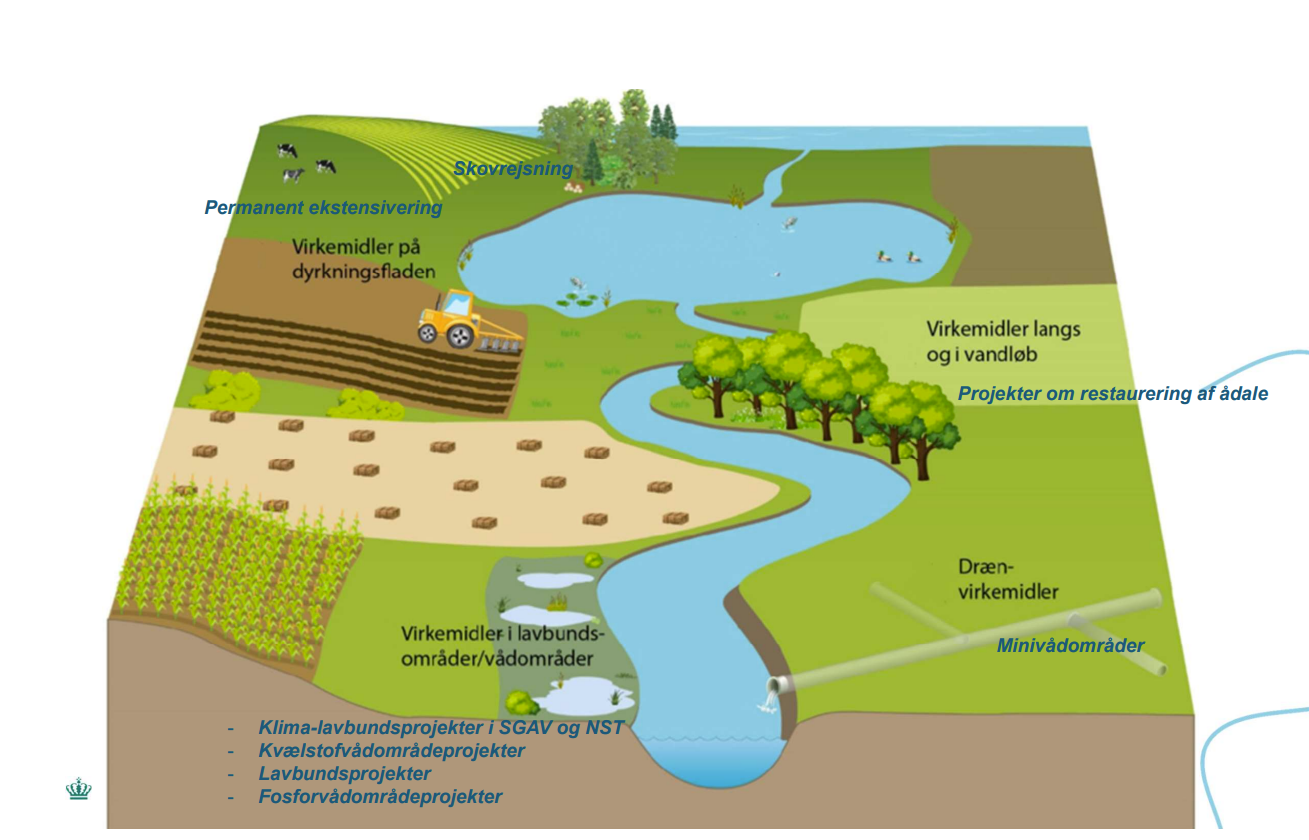 Skovrejsning
Permanent ekstensivering
Virkemidler på
dyrkningsfladen
Virkemidler langs
og i vandløb
Projekter om restaurering af ådale
Dræn-
virkemidler
Minivådområder
Virkemidler i lavbunds-
områder/vådområder
- Klima-lavbundsprojekter i SGAV og NST
- Kvælstofvådområdeprojekter
- Lavbundsprojekter
- Fosforvådområdeprojekter